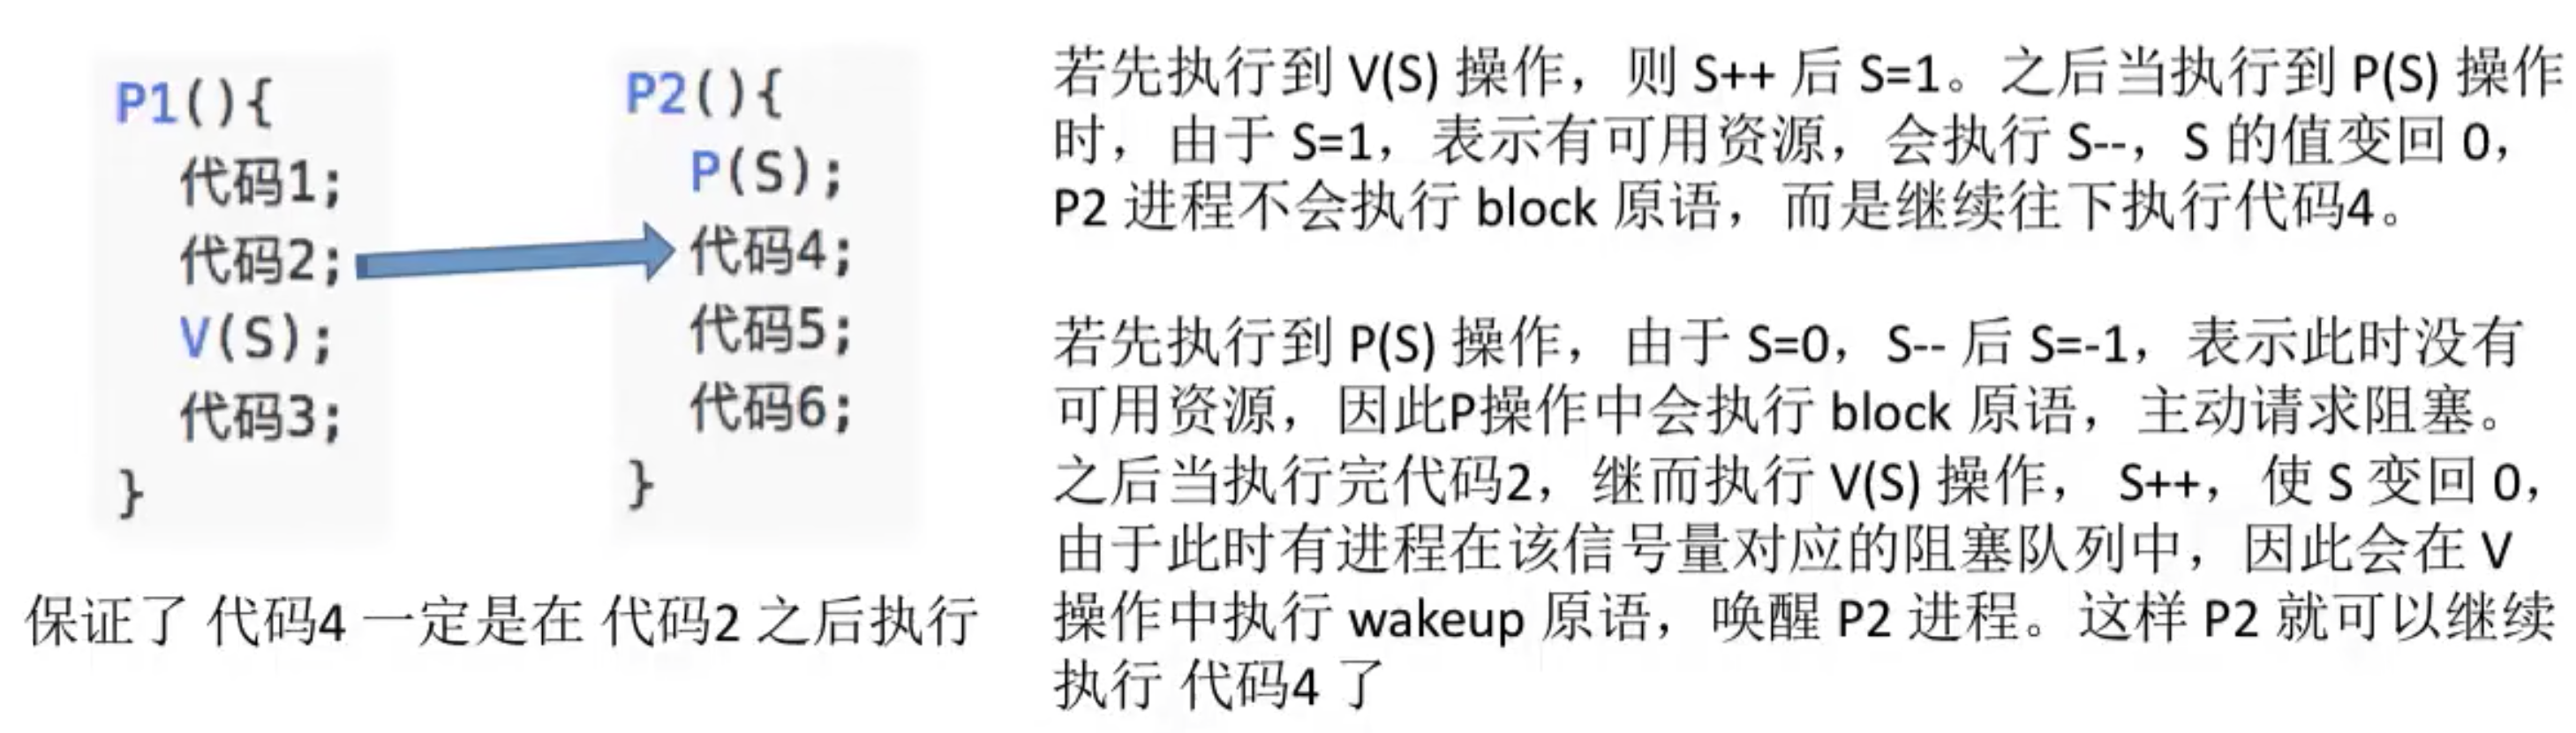 P1(){
代码1;
代码2;
V(S);
代码3;
}
P2(){
P(S);
代码4;
代码5;
代码6;
}
保证了 代码4 一定是在 代码2 之后执行
若先执行到 V(S) 操作，则 S++ 后 S=1。之后当执行到 P(S) 操作
时，由于 S=1，表示有可用资源，会执行 S--，S 的值变回 0，
P2 进程不会执行 block 原语，而是继续往下执行代码4。
若先执行到 P(S) 操作，由于 S=0，S-- 后 S=-1，表示此时没有
可用资源，因此P操作中会执行 block 原语，主动请求阻塞。
之后当执行完代码2，继而执行 V(S) 操作， S++，使 S 变回 0，
由于此时有进程在该信号量对应的阻塞队列中，因此会在 V
操作中执行 wakeup 原语，唤醒 P2 进程。这样 P2 就可以继续
执行 代码4 了